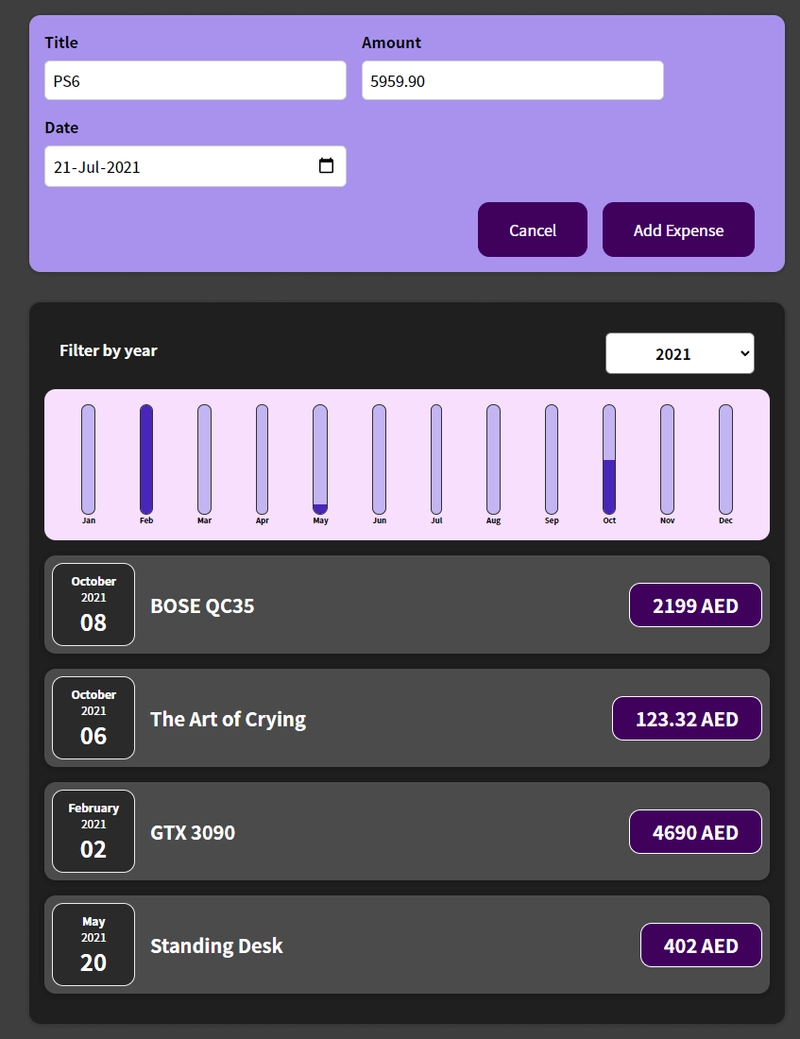 Title Amount
PS6 5959.90
Date
21-Jul-2021
Cancel Add Expense
Filter by year 2021
Jan Feb Mar Apr May Jun Jul Aug Sep Oct Nov Dec
October
2021
08
BOSE QC35
2199 AED
October
2021
06
The Art of Crying
123.32 AED
February
2021
02
GTX 3090
4690 AED
May
2021
20
Standing Desk
402 AED